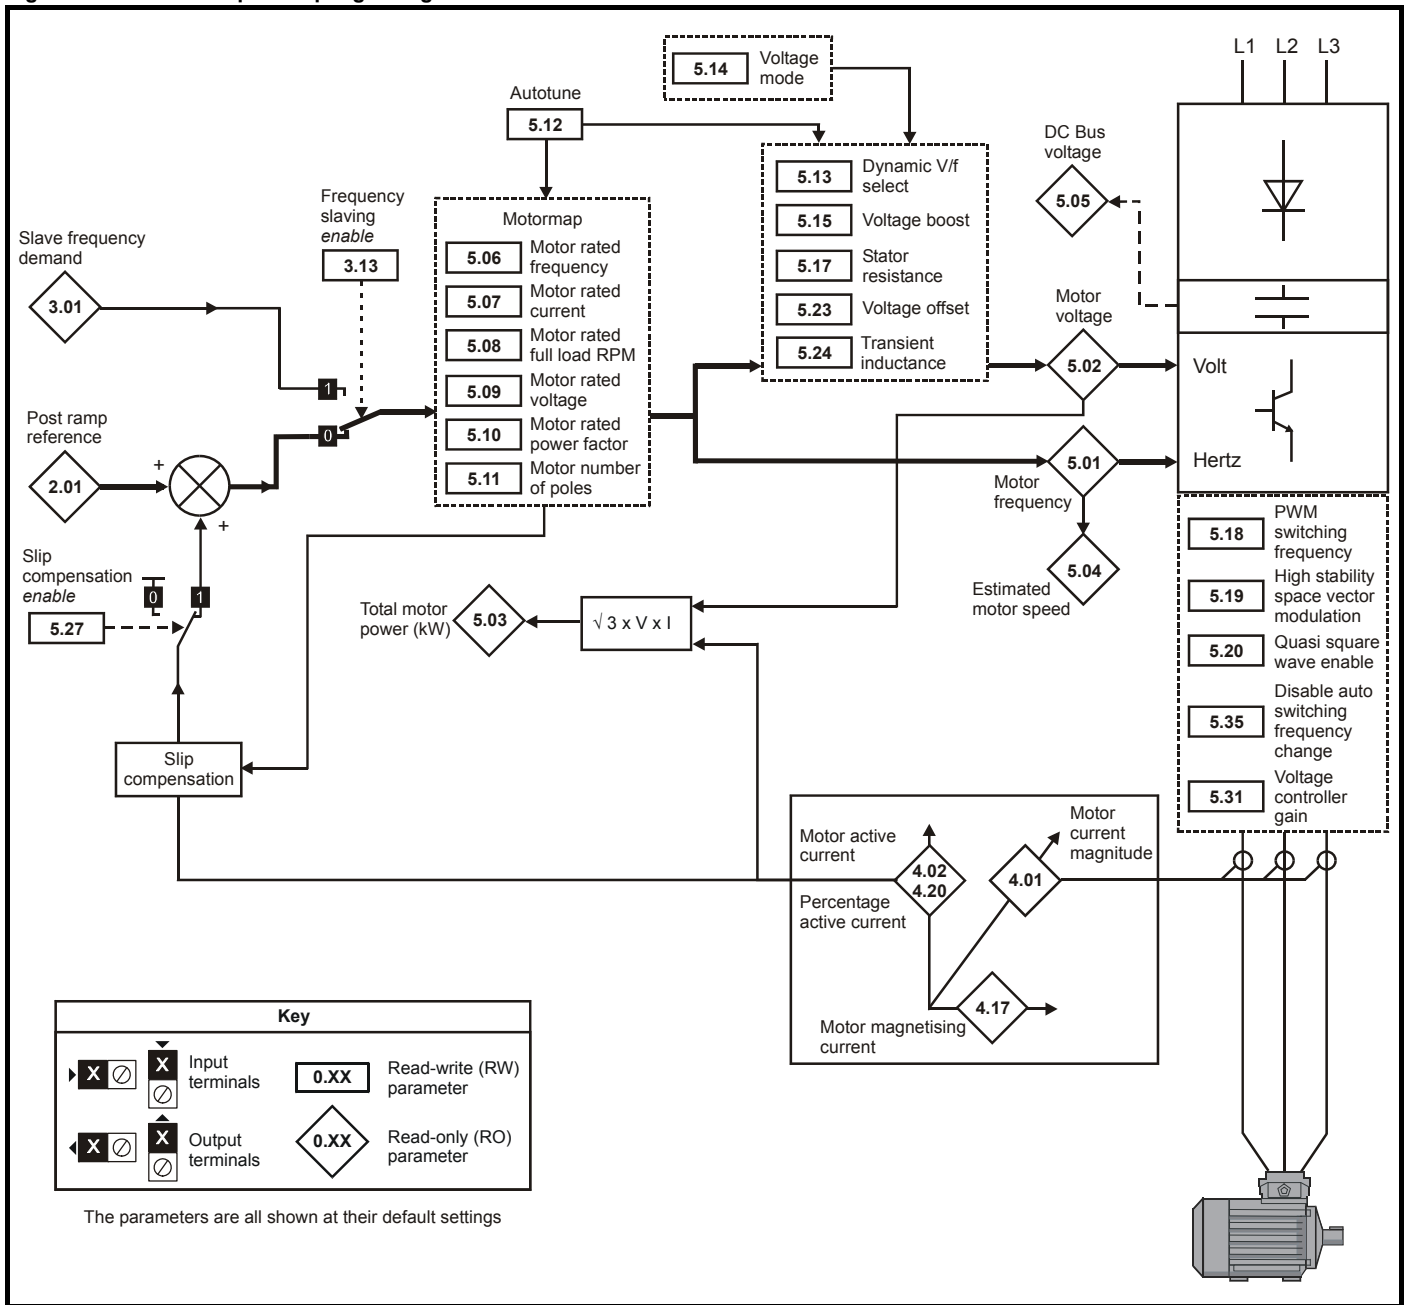 L1 L2 L3
5.14
Voltage
mode
Autotune
5.12
DC Bus
voltage
5.05
5.13
Dynamic V/f
select
5.15
Voltage boost
5.17
Stator
resistance
5.23
Voltage offset
5.24
Transient
inductance
Frequency
slaving
enable
3.13
Motormap
5.06
Motor rated
frequency
5.07
Motor rated
current
5.08
Motor rated
full load RPM
5.09
Motor rated
voltage
5.10
Motor rated
power factor
5.11
Motor number
of poles
Slave frequency
demand
3.01
1
0
Post ramp
reference
2.01
+
+
Motor
voltage
5.02
Volt
5.01
Hertz
Motor
frequency
5.04
Estimated
motor speed
Slip
compensation
enable
0
1
5.27
Total motor
power (kW)
5.03
√ 3 x V x I
5.18
PWM
switching
frequency
5.19
High stability
space vector
modulation
5.20
Quasi square
wave enable
5.35
Disable auto
switching
frequency
change
5.31
Voltage
controller
gain
Slip
compensation
Motor active
current
4.02
4.20
Percentage
active current
4.01
Motor
current
magnitude
4.17
Motor magnetising
current
Key
X
X
Input
terminals
0.XX
Read-write (RW)
parameter
X
X
Output
terminals
0.XX
Read-only (RO)
parameter
The parameters are all shown at their default settings